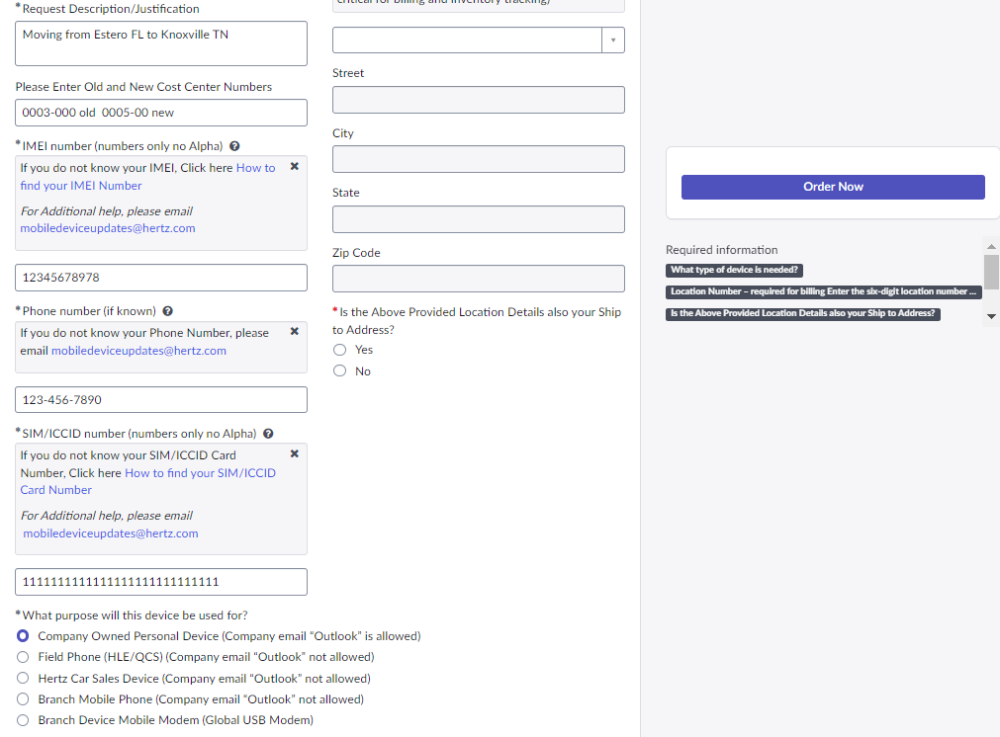 *Request Description/Justification
Moving from Estero FL to Knoxville TN
Please Enter Old and New Cost Center Numbers
0003-000 old  0005-00 new
*IMEI number (numbers only no Alpha)
If you do not know your IMEI, Click here How to
find your IMEI Number
For Additional help, please email
mobiledeviceupdates@hertz.com
12345678978
*Phone number (if known)
If you do not know your Phone Number, please
email mobiledeviceupdates@hertz.com
123-456-7890
*SIM/ICCID number (numbers only no Alpha)
If you do not know your SIM/ICCID Card
Number, Click here How to find your SIM/ICCID
Card Number
For Additional help, please email
mobiledeviceupdates@hertz.com
*What purpose will this device be used for?
Company Owned Personal Device (Company email “Outlook” is allowed)
Field Phone (HLE/QCS) (Company email “Outlook” not allowed)
Hertz Car Sales Device (Company email “Outlook” not allowed)
Branch Mobile Phone (Company email “Outlook” not allowed)
Branch Device Mobile Modem (Global USB Modem)
critical for billing and inventory tracking)
Street
City
State
Zip Code
*Is the Above Provided Location Details also your Ship
to Address?
Yes
No
Order Now
Required information
What type of device is needed?
Location Number – required for billing Enter the six-digit location number ...
Is the Above Provided Location Details also your Ship to Address?